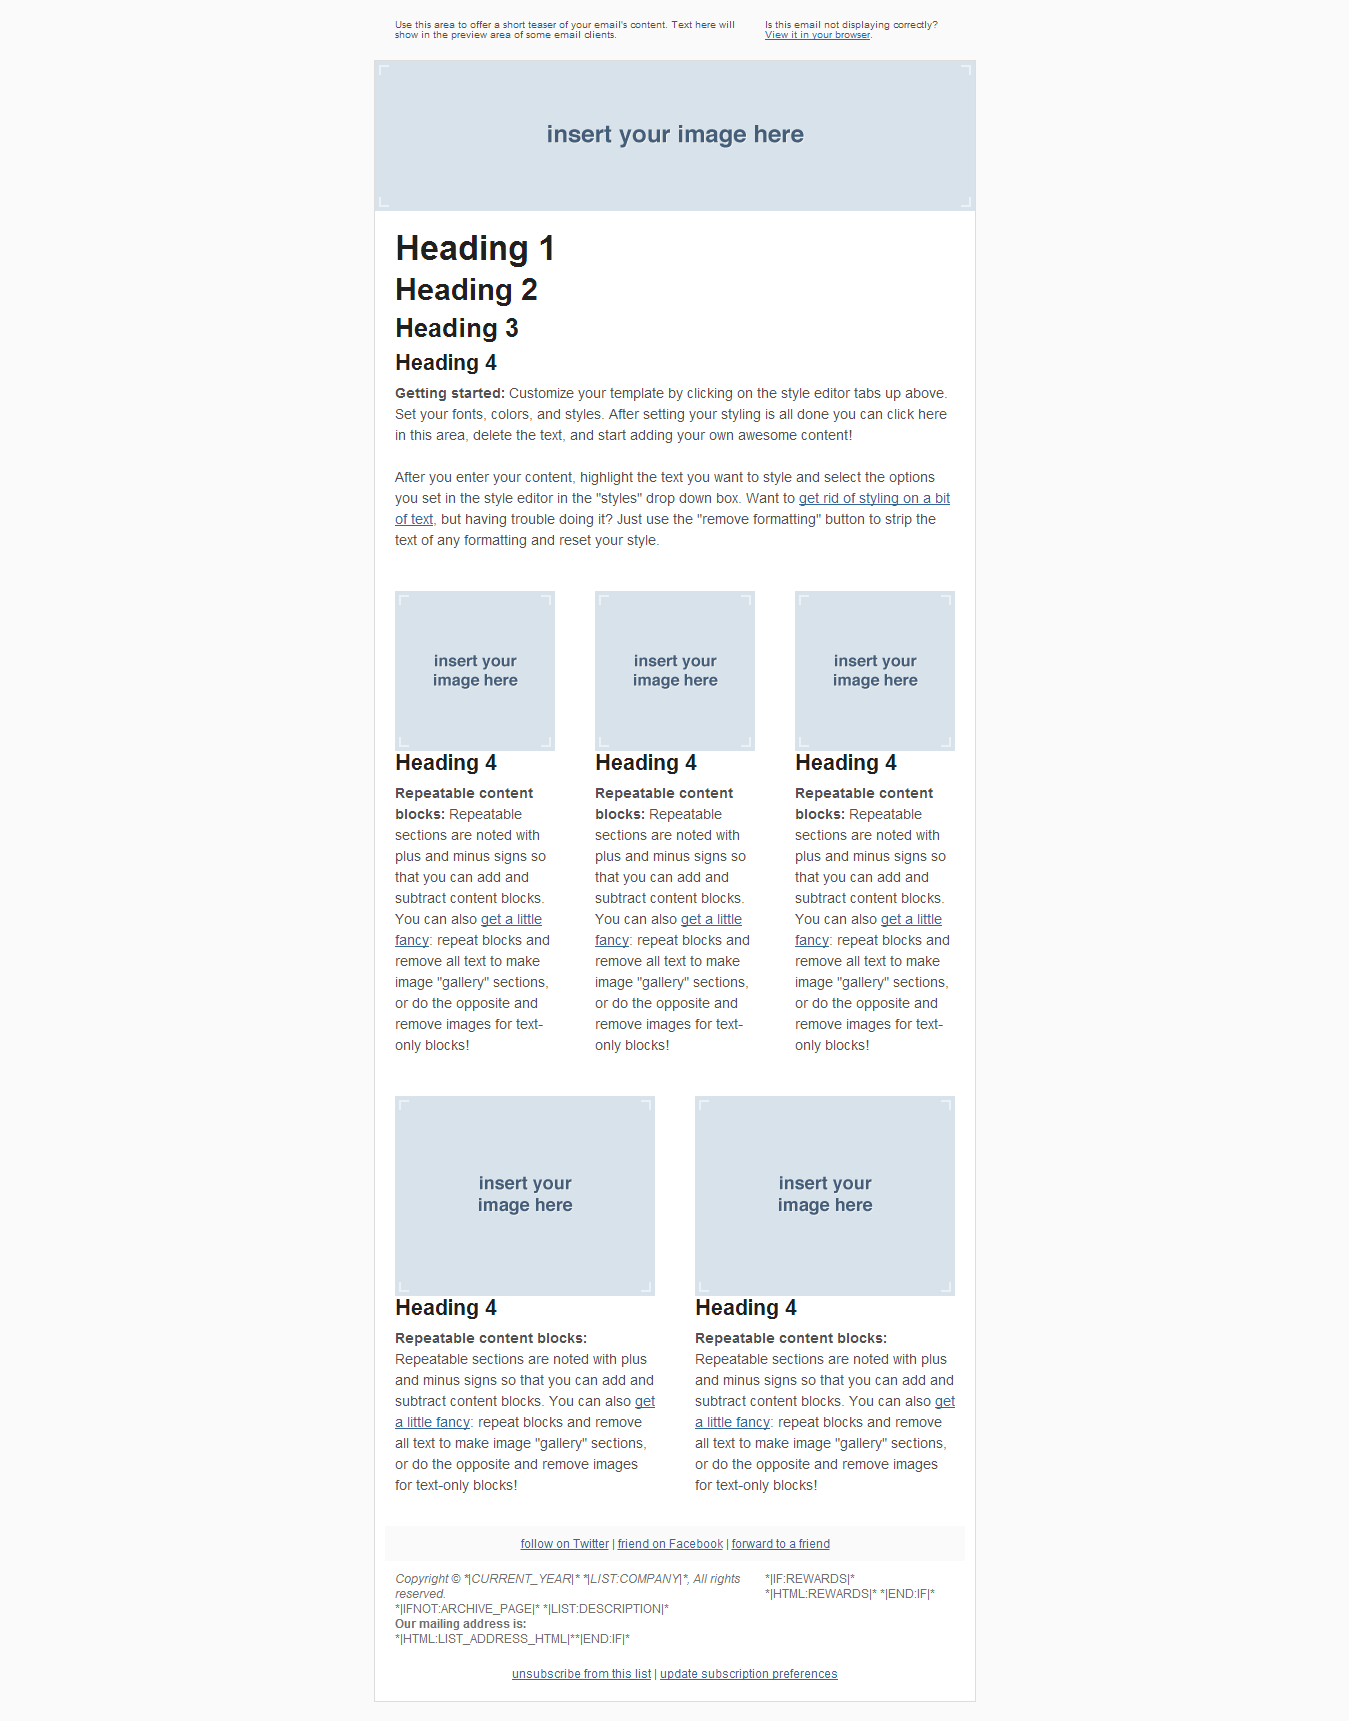 Use this area to offer a short teaser of your email's content. Text here will
show in the preview area of some email clients.
Is this email not displaying correctly?
View it in your browser.
insert your image here
Heading 1
Heading 2
Heading 3
Heading 4
Getting started: Customize your template by clicking on the style editor tabs up above.
Set your fonts, colors, and styles. After setting your styling is all done you can click here
in this area, delete the text, and start adding your own awesome content!
After you enter your content, highlight the text you want to style and select the options
you set in the style editor in the "styles" drop down box. Want to get rid of styling on a bit
of text, but having trouble doing it? Just use the "remove formatting" button to strip the
text of any formatting and reset your style.
insert your
image here
Heading 4
Repeatable content
blocks: Repeatable
sections are noted with
plus and minus signs so
that you can add and
subtract content blocks.
You can also get a little
fancy: repeat blocks and
remove all text to make
image "gallery" sections,
or do the opposite and
remove images for text-
only blocks!
insert your
image here
Heading 4
Repeatable content
blocks: Repeatable
sections are noted with
plus and minus signs so
that you can add and
subtract content blocks.
You can also get a little
fancy: repeat blocks and
remove all text to make
image "gallery" sections,
or do the opposite and
remove images for text-
only blocks!
insert your
image here
Heading 4
Repeatable content
blocks: Repeatable
sections are noted with
plus and minus signs so
that you can add and
subtract content blocks.
You can also get a little
fancy: repeat blocks and
remove all text to make
image "gallery" sections,
or do the opposite and
remove images for text-
only blocks!
insert your
image here
Heading 4
Repeatable content blocks:
Repeatable sections are noted with plus
and minus signs so that you can add and
subtract content blocks. You can also get
a little fancy: repeat blocks and remove
all text to make image "gallery" sections,
or do the opposite and remove images
for text-only blocks!
insert your
image here
Heading 4
Repeatable content blocks:
Repeatable sections are noted with plus
and minus signs so that you can add and
subtract content blocks. You can also get
a little fancy: repeat blocks and remove
all text to make image "gallery" sections,
or do the opposite and remove images
for text-only blocks!
follow on Twitter | friend on Facebook | forward to a friend
Copyright © *|CURRENT_YEAR|* *|LIST:COMPANY|*, All rights
reserved.
*|IFNOT:ARCHIVE_PAGE|* *|LIST:DESCRIPTION|*
Our mailing address is:
*|HTML:LIST_ADDRESS_HTML|**|END:IF|*
*|IF:REWARDS|*
*|HTML:REWARDS|* *|END:IF|*
unsubscribe from this list | update subscription preferences